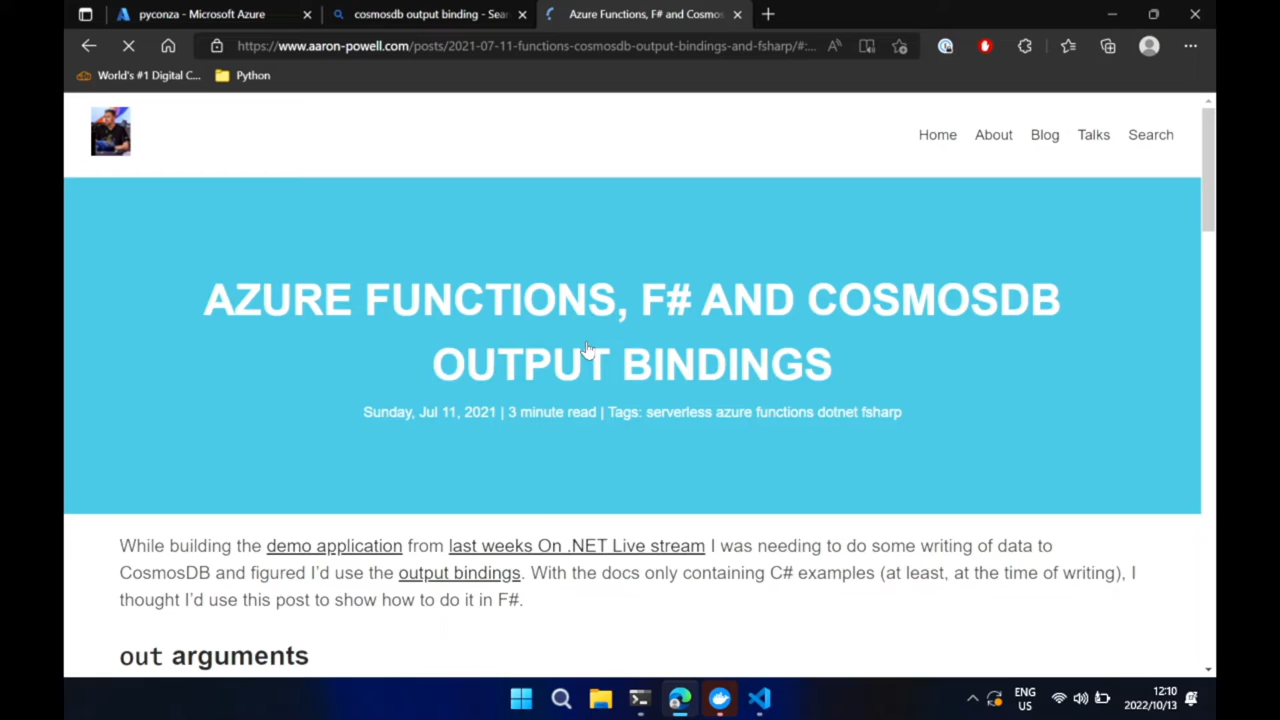 pyconza - Microsoft Azure
cosmosdb output binding - Sear
Azure Functions, F# and Cosmos
https://www.aaron-powell.com/posts/2021-07-11-functions-cosmosdb-output-bindings-and-fsharp/#:...
World's #1 Digital C...
Python
Home About Blog Talks Search
AZURE FUNCTIONS, F# AND COSMOSDB
OUTPUT BINDINGS
Sunday, Jul 11, 2021 | 3 minute read | Tags: serverless azure functions dotnet fsharp
While building the demo application from last weeks On .NET Live stream I was needing to do some writing of data to
CosmosDB and figured I'd use the output bindings. With the docs only containing C# examples (at least, at the time of writing), I
thought I'd use this post to show how to do it in F#.
out arguments
ENG
US
12:10
2022/10/13